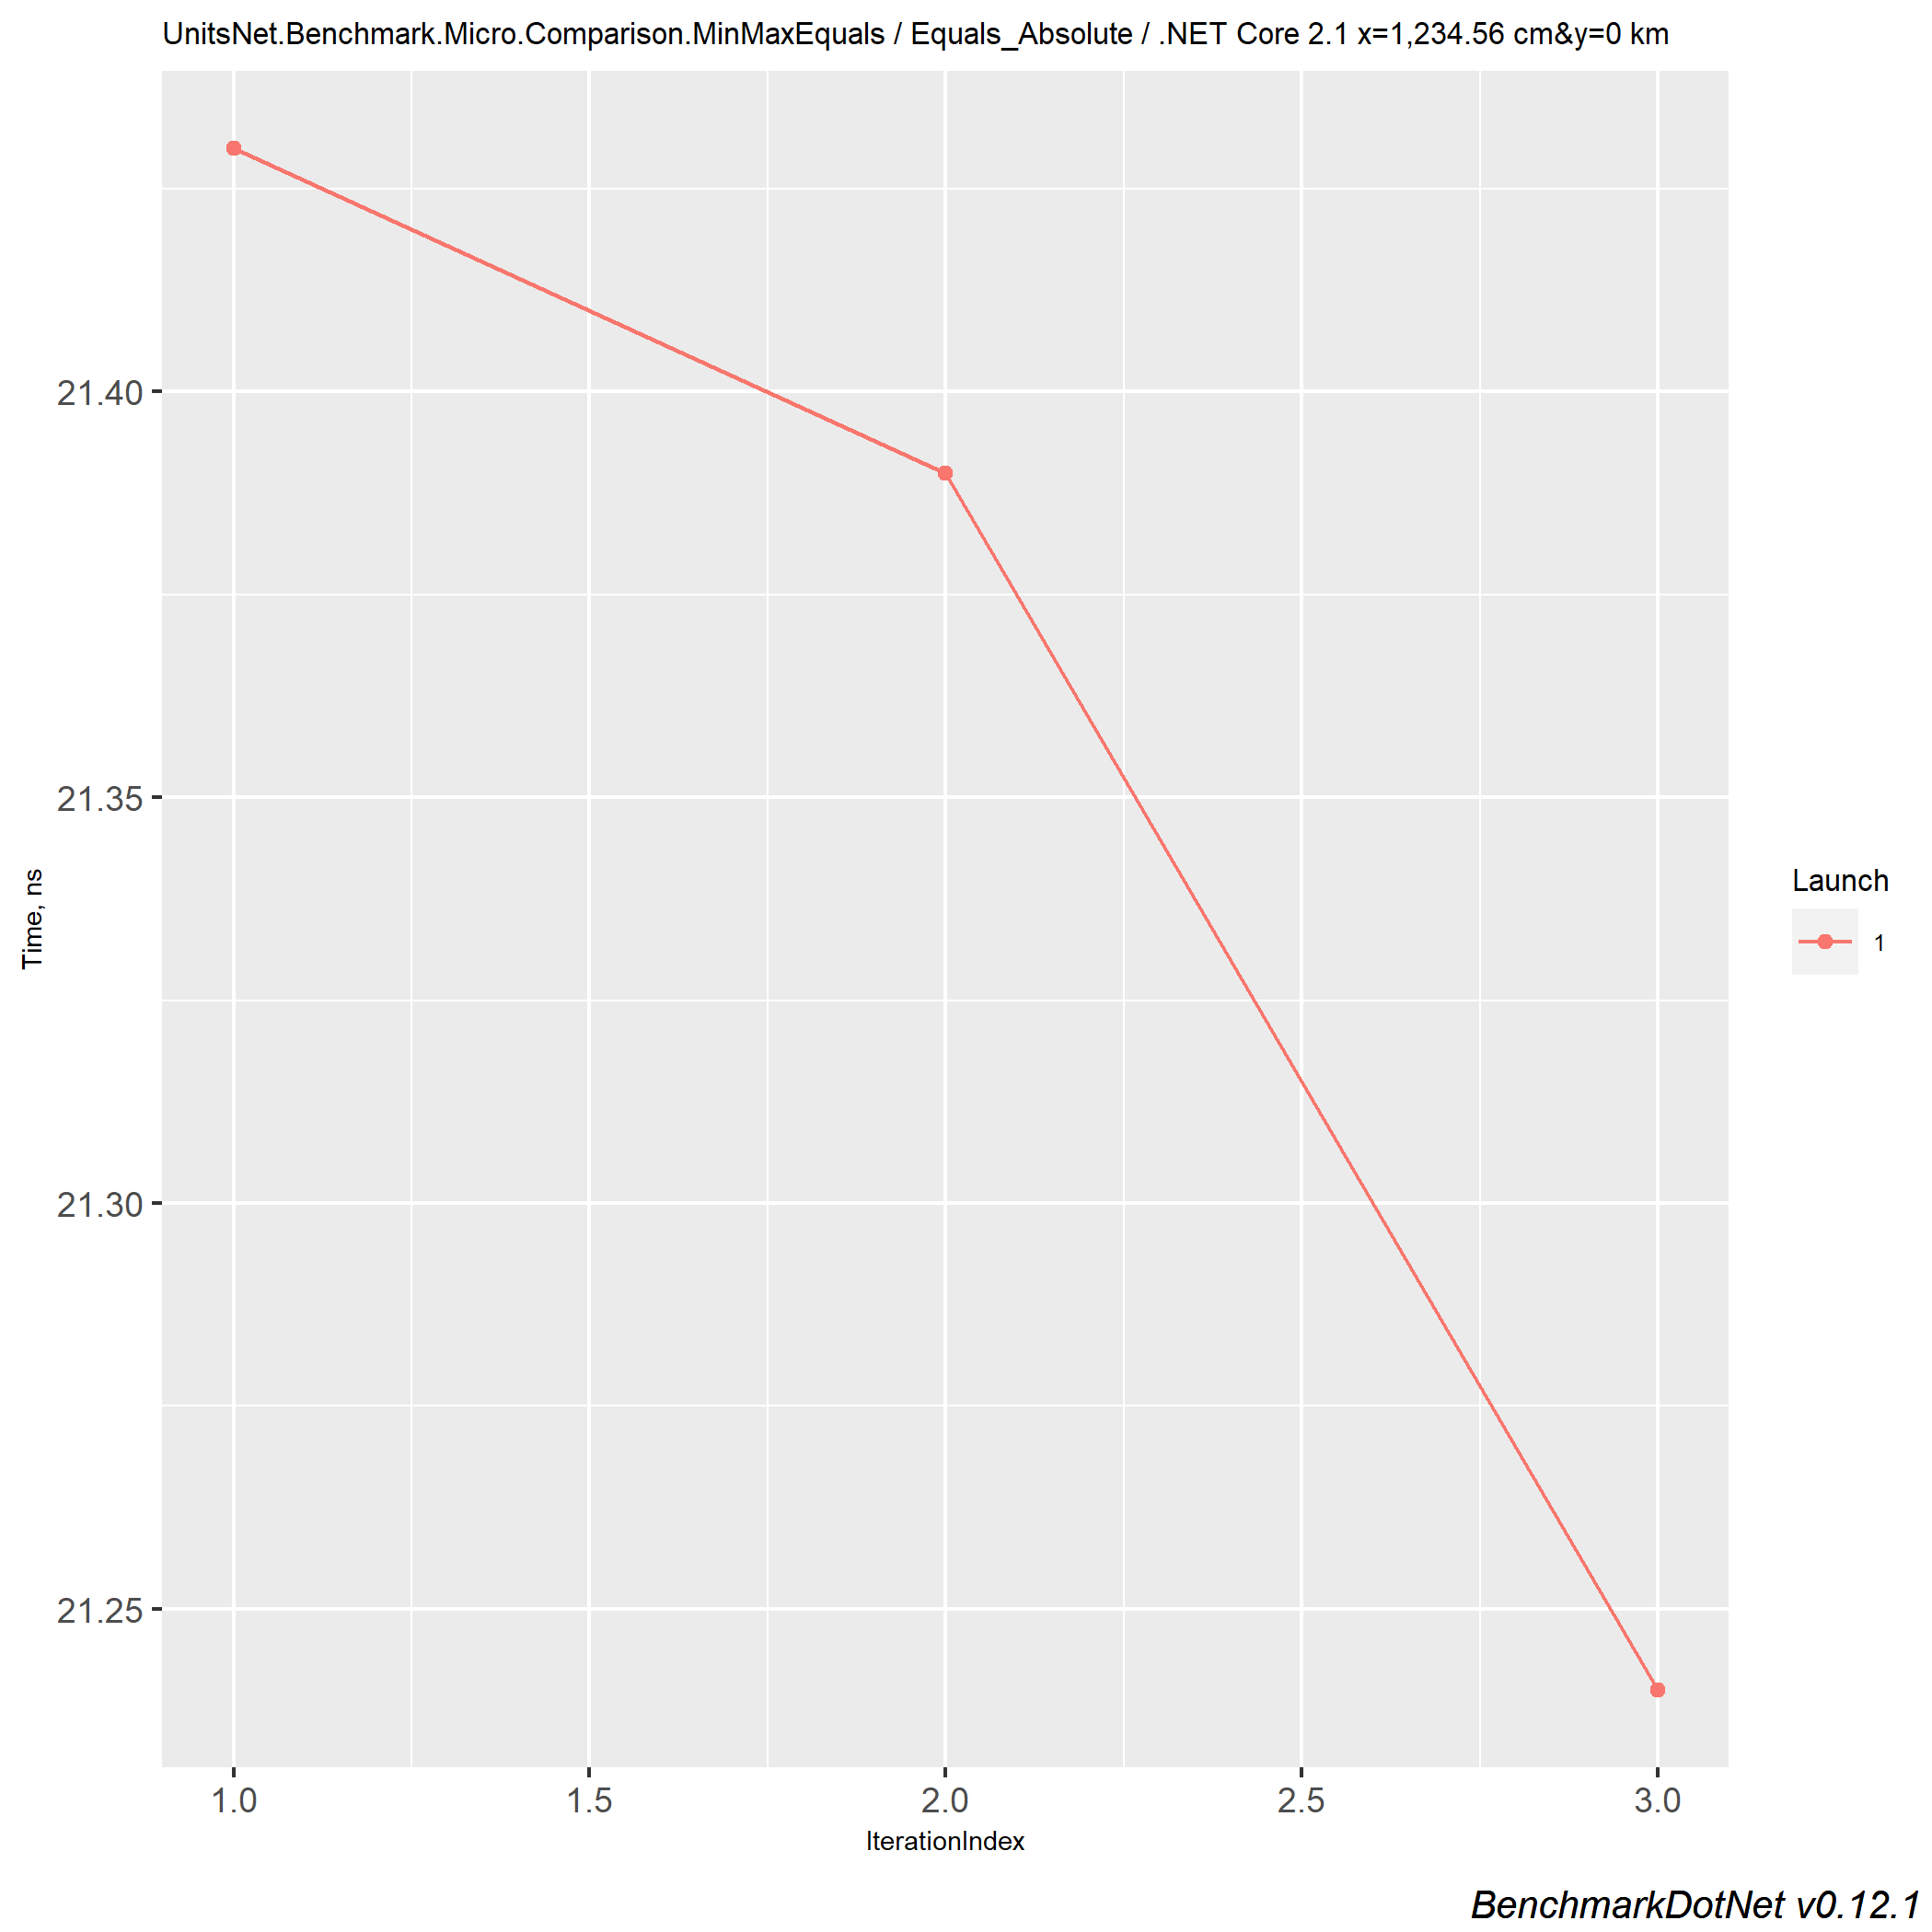 UnitsNet.Benchmark.Micro.Comparison.MinMaxEquals / Equals_Absolute / .NET Core 2.1 x=1,234.56 cm&y=0 km
21.40
21.35
21.30
21.25
Time, ns
1.0 1.5 2.0 2.5 3.0
IterationIndex
Launch
1
BenchmarkDotNet v0.12.1